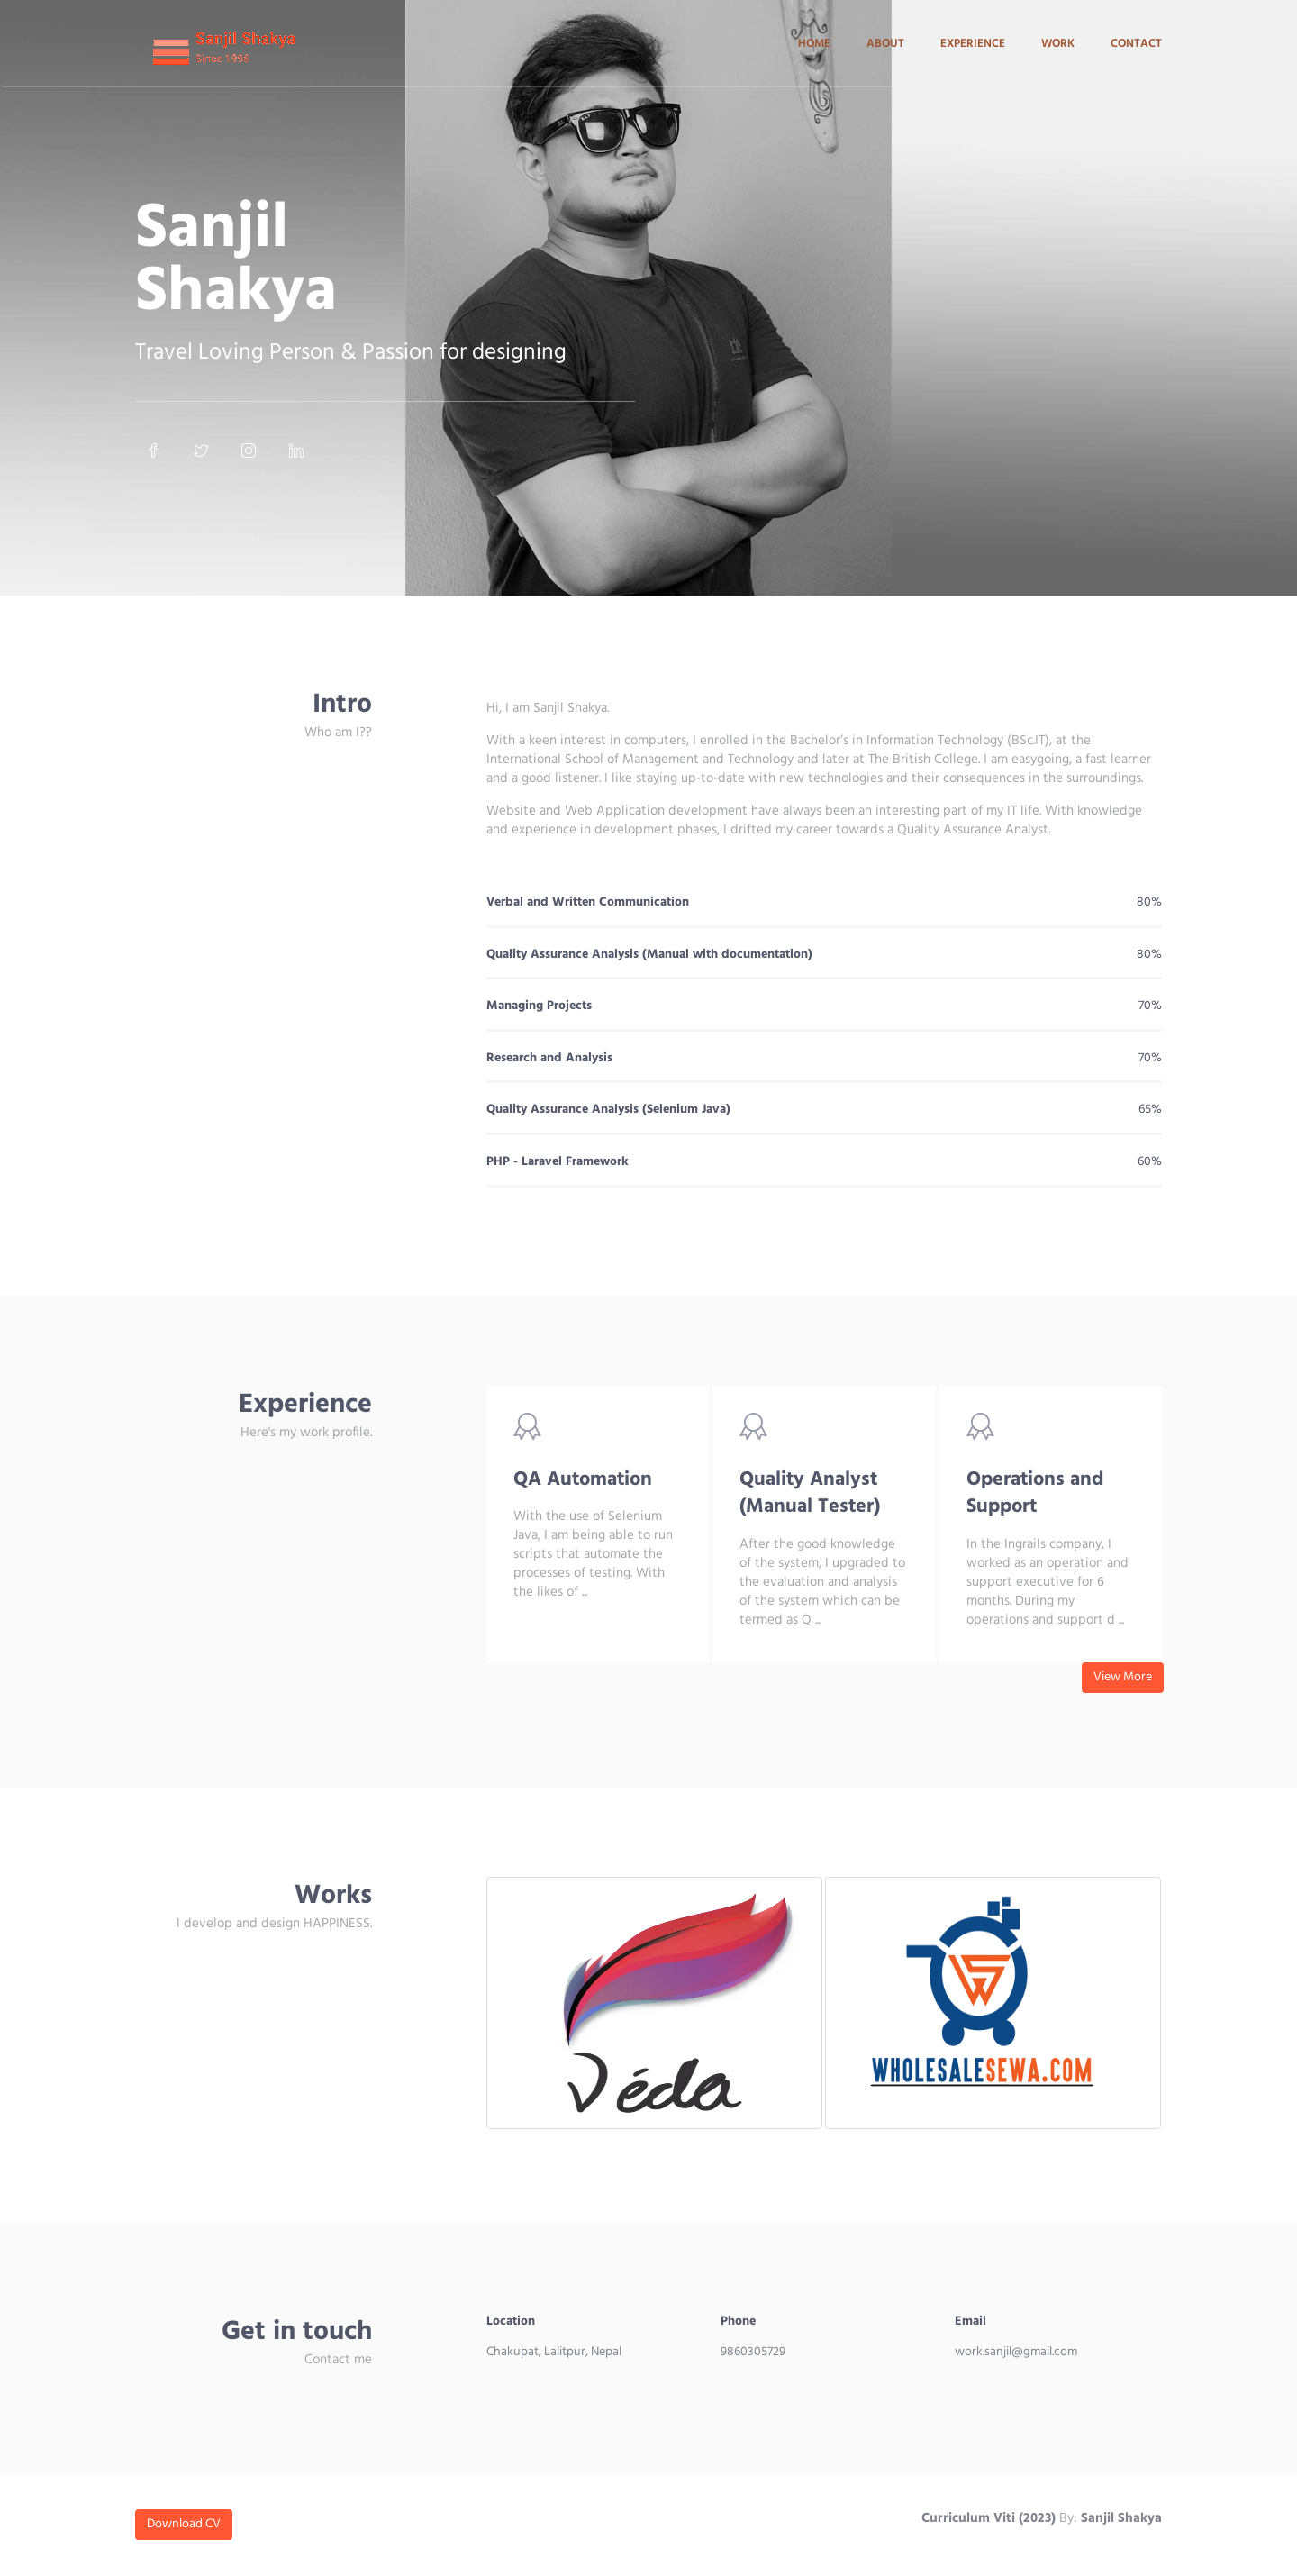 Sanjil Shakya
Since 1996
HOME ABOUT EXPERIENCE WORK CONTACT
Sanjil
Shakya
Travel Loving Person & Passion for designing
Intro
Who am I??
Hi, I am Sanjil Shakya.
With a keen interest in computers, I enrolled in the Bachelor’s in Information Technology (BSc.IT), at the
International School of Management and Technology and later at The British College. I am easygoing, a fast learner
and a good listener. I like staying up-to-date with new technologies and their consequences in the surroundings.
Website and Web Application development have always been an interesting part of my IT life. With knowledge
and experience in development phases, I drifted my career towards a Quality Assurance Analyst.
Verbal and Written Communication 80%
Quality Assurance Analysis (Manual with documentation) 80%
Managing Projects 70%
Research and Analysis 70%
Quality Assurance Analysis (Selenium Java) 65%
PHP - Laravel Framework 60%
Experience
Here's my work profile.
QA Automation
With the use of Selenium
Java, I am being able to run
scripts that automate the
processes of testing. With
the likes of ...
Quality Analyst
(Manual Tester)
After the good knowledge
of the system, I upgraded to
the evaluation and analysis
of the system which can be
termed as Q ...
Operations and
Support
In the Ingrails company, I
worked as an operation and
support executive for 6
months. During my
operations and support d ...
View More
Works
I develop and design HAPPINESS.
Véda
WHOLESALESEWA.COM
Get in touch
Contact me
Location
Chakupat, Lalitpur, Nepal
Phone
9860305729
Email
work.sanjil@gmail.com
Download CV
Curriculum Viti (2023) By: Sanjil Shakya